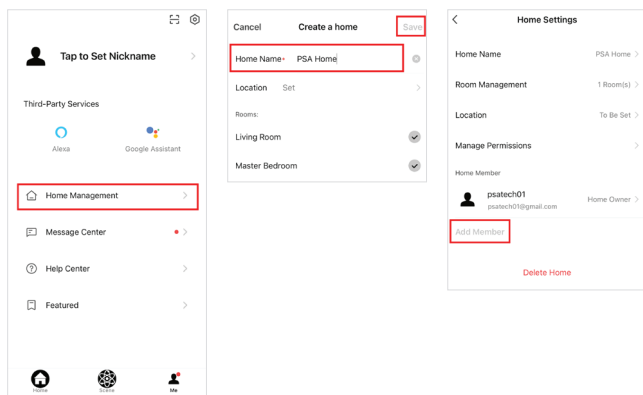 Tap to Set Nickname
Third-Party Services
Alexa
Google Assistant
Home Management
Message Center
Help Center
Featured
Home
Scene
Me
Cancel
Create a home
Save
Home Name*
PSA Home
Location
Set
Rooms:
Living Room
Master Bedroom
Home Settings
Home Name
PSA Home
Room Management
1 Room(s)
Location
To Be Set
Manage Permissions
Home Member
psatech01
psatech01@gmail.com
Home Owner
Add Member
Delete Home